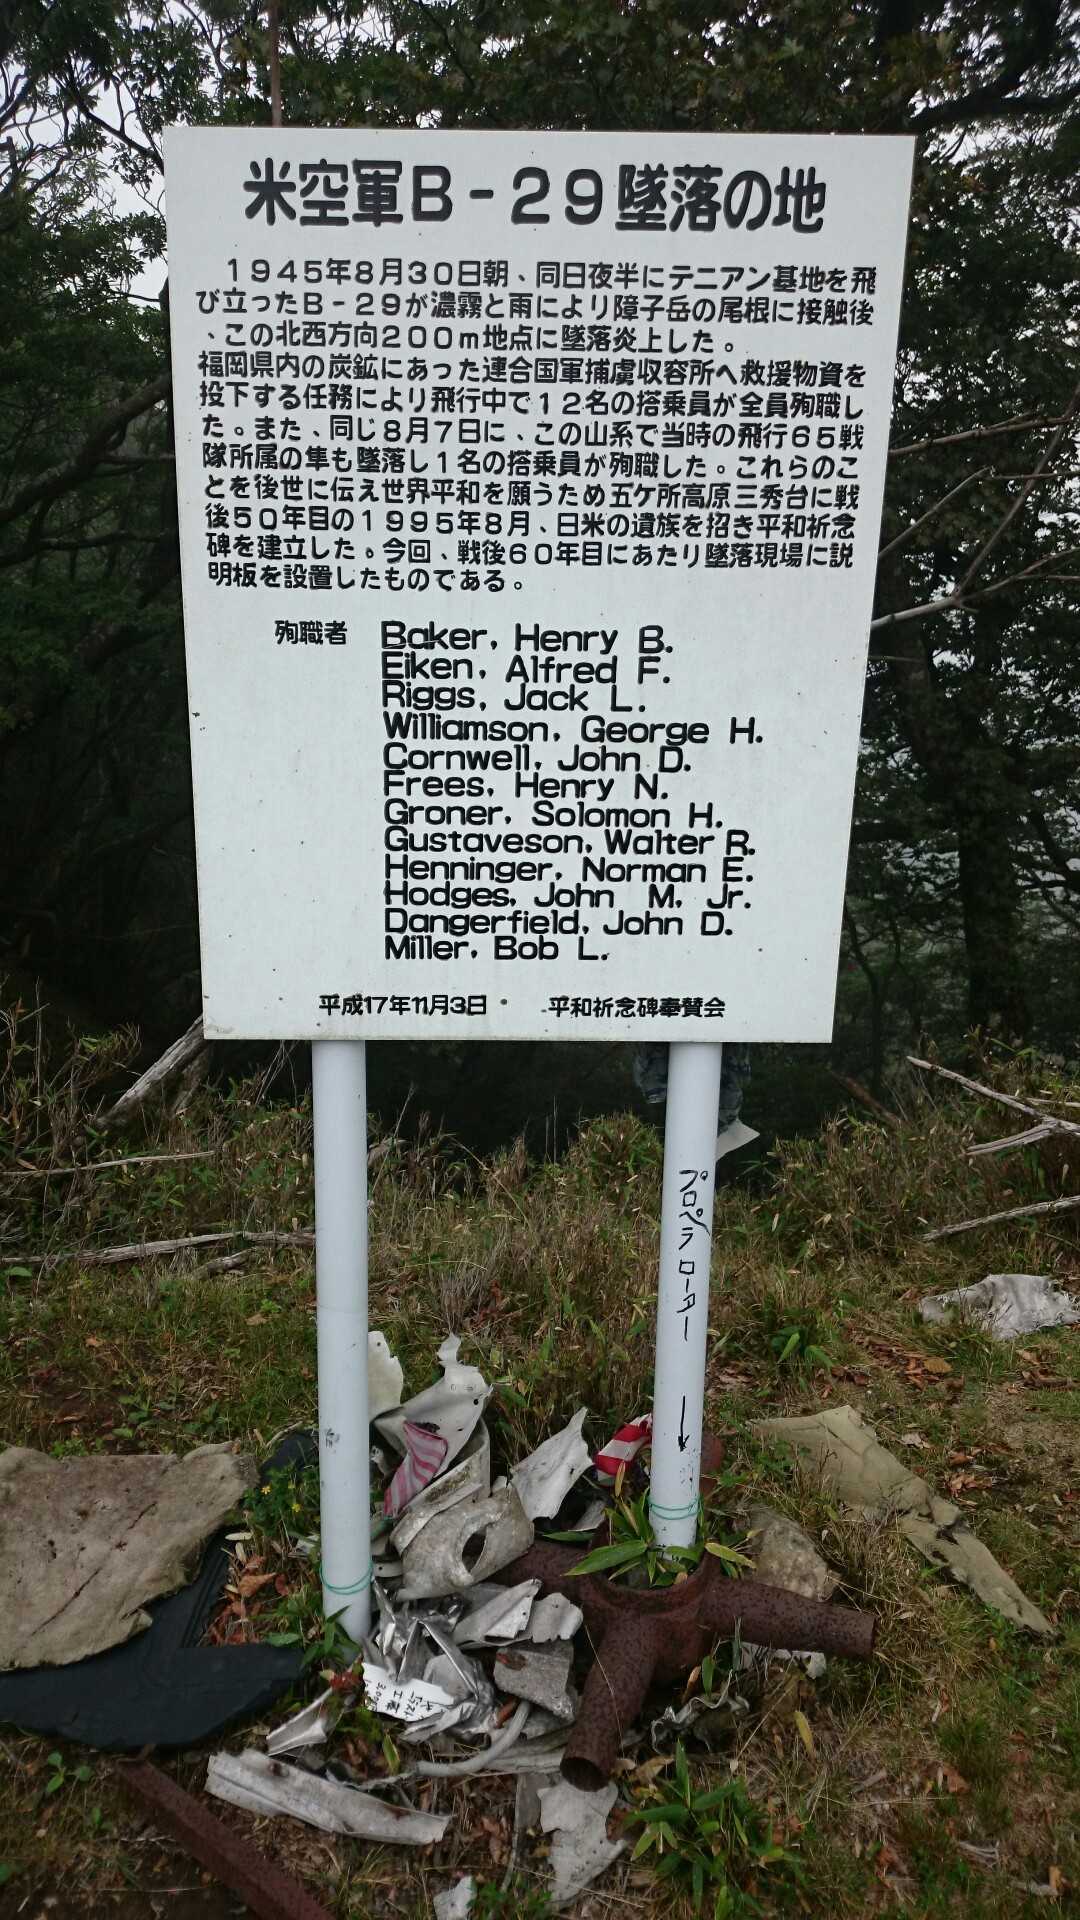 米空軍B-29墜落の地
1945年8月30日朝、同日夜半にテニアン基地を飛
び立ったB-29が濃霧と雨により障子岳の尾根に接触後
、この北西方向200m地点に墜落炎上した。
福岡県内の炭鉱にあった連合国軍捕虜収容所へ救援物資を
投下する任務により飛行中で12名の搭乗員が全員殉職し
た。また、同じ8月7日に、この山系で当時の飛行65戦
隊所属の隼も墜落し1名の搭乗員が殉職した。これらのこ
とを後世に伝え世界平和を願うため五ケ所高原三秀台に戦
後50年目の1995年8月、日米の遺族を招き平和祈念
碑を建立した。今回、戦後60年目にあたり墜落現場に説
明板を設置したものである。
殉職者 Baker, Henry B.
Eiken, Alfred F.
Riggs, Jack L.
Williamson, George H.
Cornwell, John D.
Frees, Henry N.
Groner, Solomon H.
Gustaveson, Walter R.
Henninger, Norman E.
Hodges, John M, Jr.
Dangerfield, John D.
Miller, Bob L.
平成17年11月3日 平和祈念碑奉賛会
プロペラローター